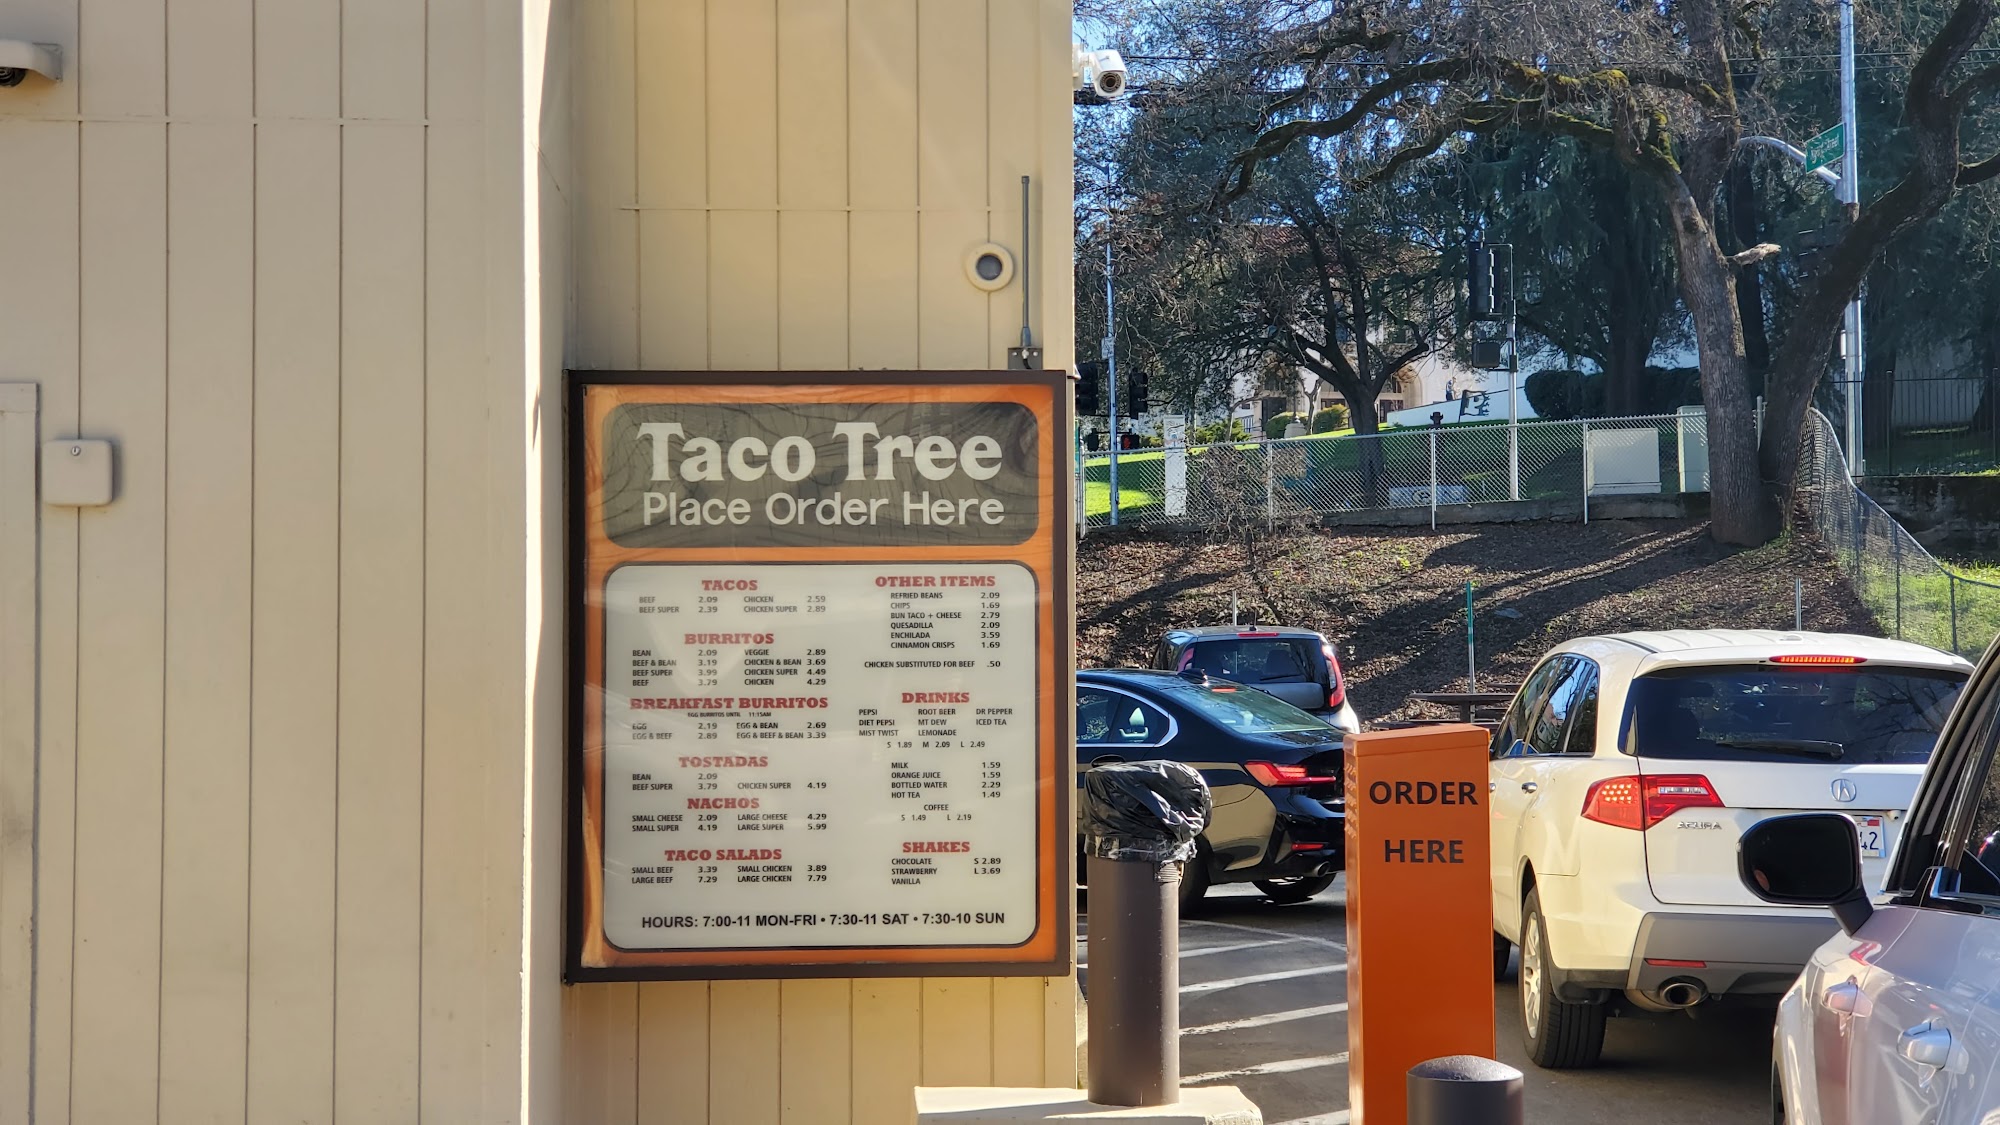 Taco Tree
Place Order Here
TACOS
BEEF 2.09 CHICKEN 2.59
BEEF SUPER 2.39 CHICKEN SUPER 2.89
BURRITOS
BEAN 2.09 VEGGIE 2.89
BEEF & BEAN 3.19 CHICKEN & BEAN 3.69
BEEF SUPER 3.99 CHICKEN SUPER 4.49
BEEF 3.79 CHICKEN 4.29
BREAKFAST BURRITOS
EGG BURRITOS UNTIL 11:15AM
EGG 2.19 EGG & BEAN 2.69
EGG & BEEF 2.89 EGG & BEEF & BEAN 3.39
TOSTADAS
BEAN 2.09
BEEF SUPER 3.79 CHICKEN SUPER 4.19
NACHOS
SMALL CHEESE 2.09 LARGE CHEESE 4.29
SMALL SUPER 4.19 LARGE SUPER 5.99
TACO SALADS
SMALL BEEF 3.39 SMALL CHICKEN 3.89
LARGE BEEF 7.29 LARGE CHICKEN 7.79
OTHER ITEMS
REFRIED BEANS 2.09
CHIPS 1.69
BUN TACO + CHEESE 2.79
QUESADILLA 2.09
ENCHILADA 3.59
CINNAMON CRISPS 1.69
CHICKEN SUBSTITUTED FOR BEEF .50
DRINKS
PEPSI ROOT BEER DR PEPPER
DIET PEPSI MT DEW ICED TEA
MIST TWIST LEMONADE
S 1.89 M 2.09 L 2.49
MILK 1.59
ORANGE JUICE 1.59
BOTTLED WATER 2.29
HOT TEA 1.49
COFFEE
S 1.49 L 2.19
SHAKES
CHOCOLATE S 2.89
STRAWBERRY L 3.69
VANILLA
HOURS: 7:00-11 MON-FRI • 7:30-11 SAT • 7:30-10 SUN
ORDER
HERE
ACURA